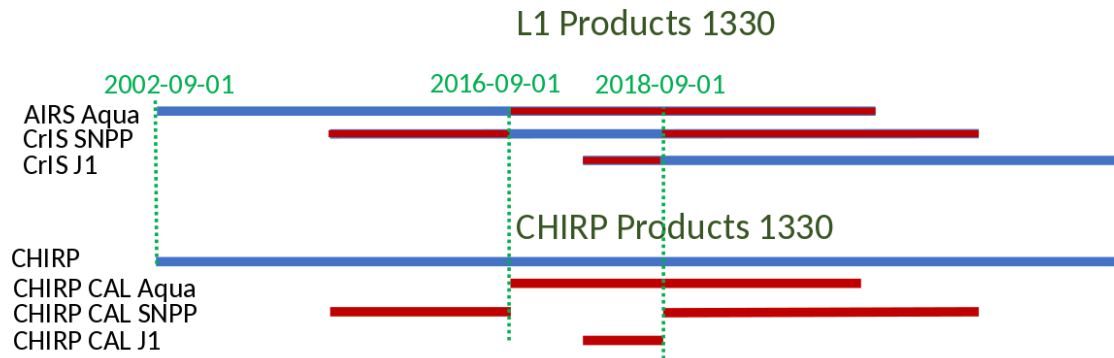 L1 Products 1330
2002-09-01 2016-09-01 2018-09-01
AIRS Aqua
CrIS SNPP
CrIS J1
CHIRP Products 1330
CHIRP
CHIRP CAL Aqua
CHIRP CAL SNPP
CHIRP CAL J1